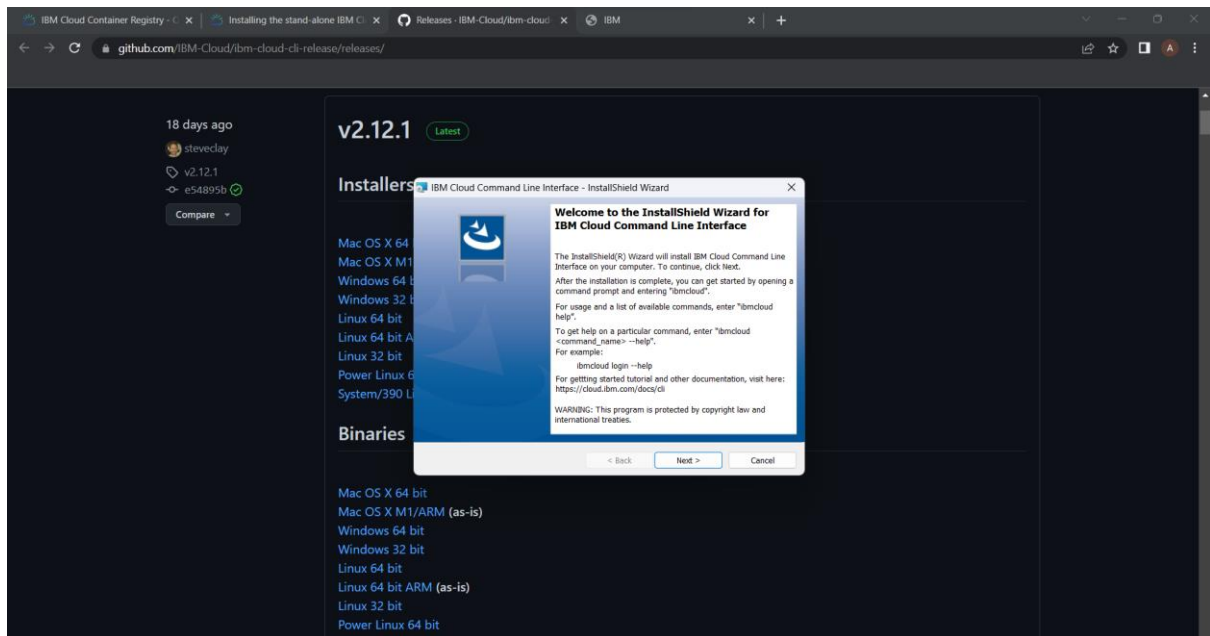 IBM Cloud Container Registry -
Installing the stand-alone IBM Cl
Releases · IBM-Cloud/ibm-cloud
IBM
github.com/IBM-Cloud/ibm-cloud-cli-release/releases/
A
18 days ago
steveclay
v2.12.1
e54895b
Compare
v2.12.1 Latest
Installers
Mac OS X 64
Mac OS X M1
Windows 64 b
Windows 32 b
Linux 64 bit
Linux 64 bit A
Linux 32 bit
Power Linux 6
System/390 Li
IBM Cloud Command Line Interface - InstallShield Wizard
Welcome to the InstallShield Wizard for
IBM Cloud Command Line Interface
The InstallShield(R) Wizard will install IBM Cloud Command Line
Interface on your computer. To continue, click Next.
After the installation is complete, you can get started by opening a
command prompt and entering "ibmcloud".
For usage and a list of available commands, enter "ibmcloud
help".
To get help on a particular command, enter "ibmcloud
<command_name> --help".
For example:
ibmcloud login --help
For gettting started tutorial and other documentation, visit here:
https://cloud.ibm.com/docs/cli
WARNING: This program is protected by copyright law and
international treaties.
< Back
Next >
Cancel
Binaries
Mac OS X 64 bit
Mac OS X M1/ARM (as-is)
Windows 64 bit
Windows 32 bit
Linux 64 bit
Linux 64 bit ARM (as-is)
Linux 32 bit
Power Linux 64 bit